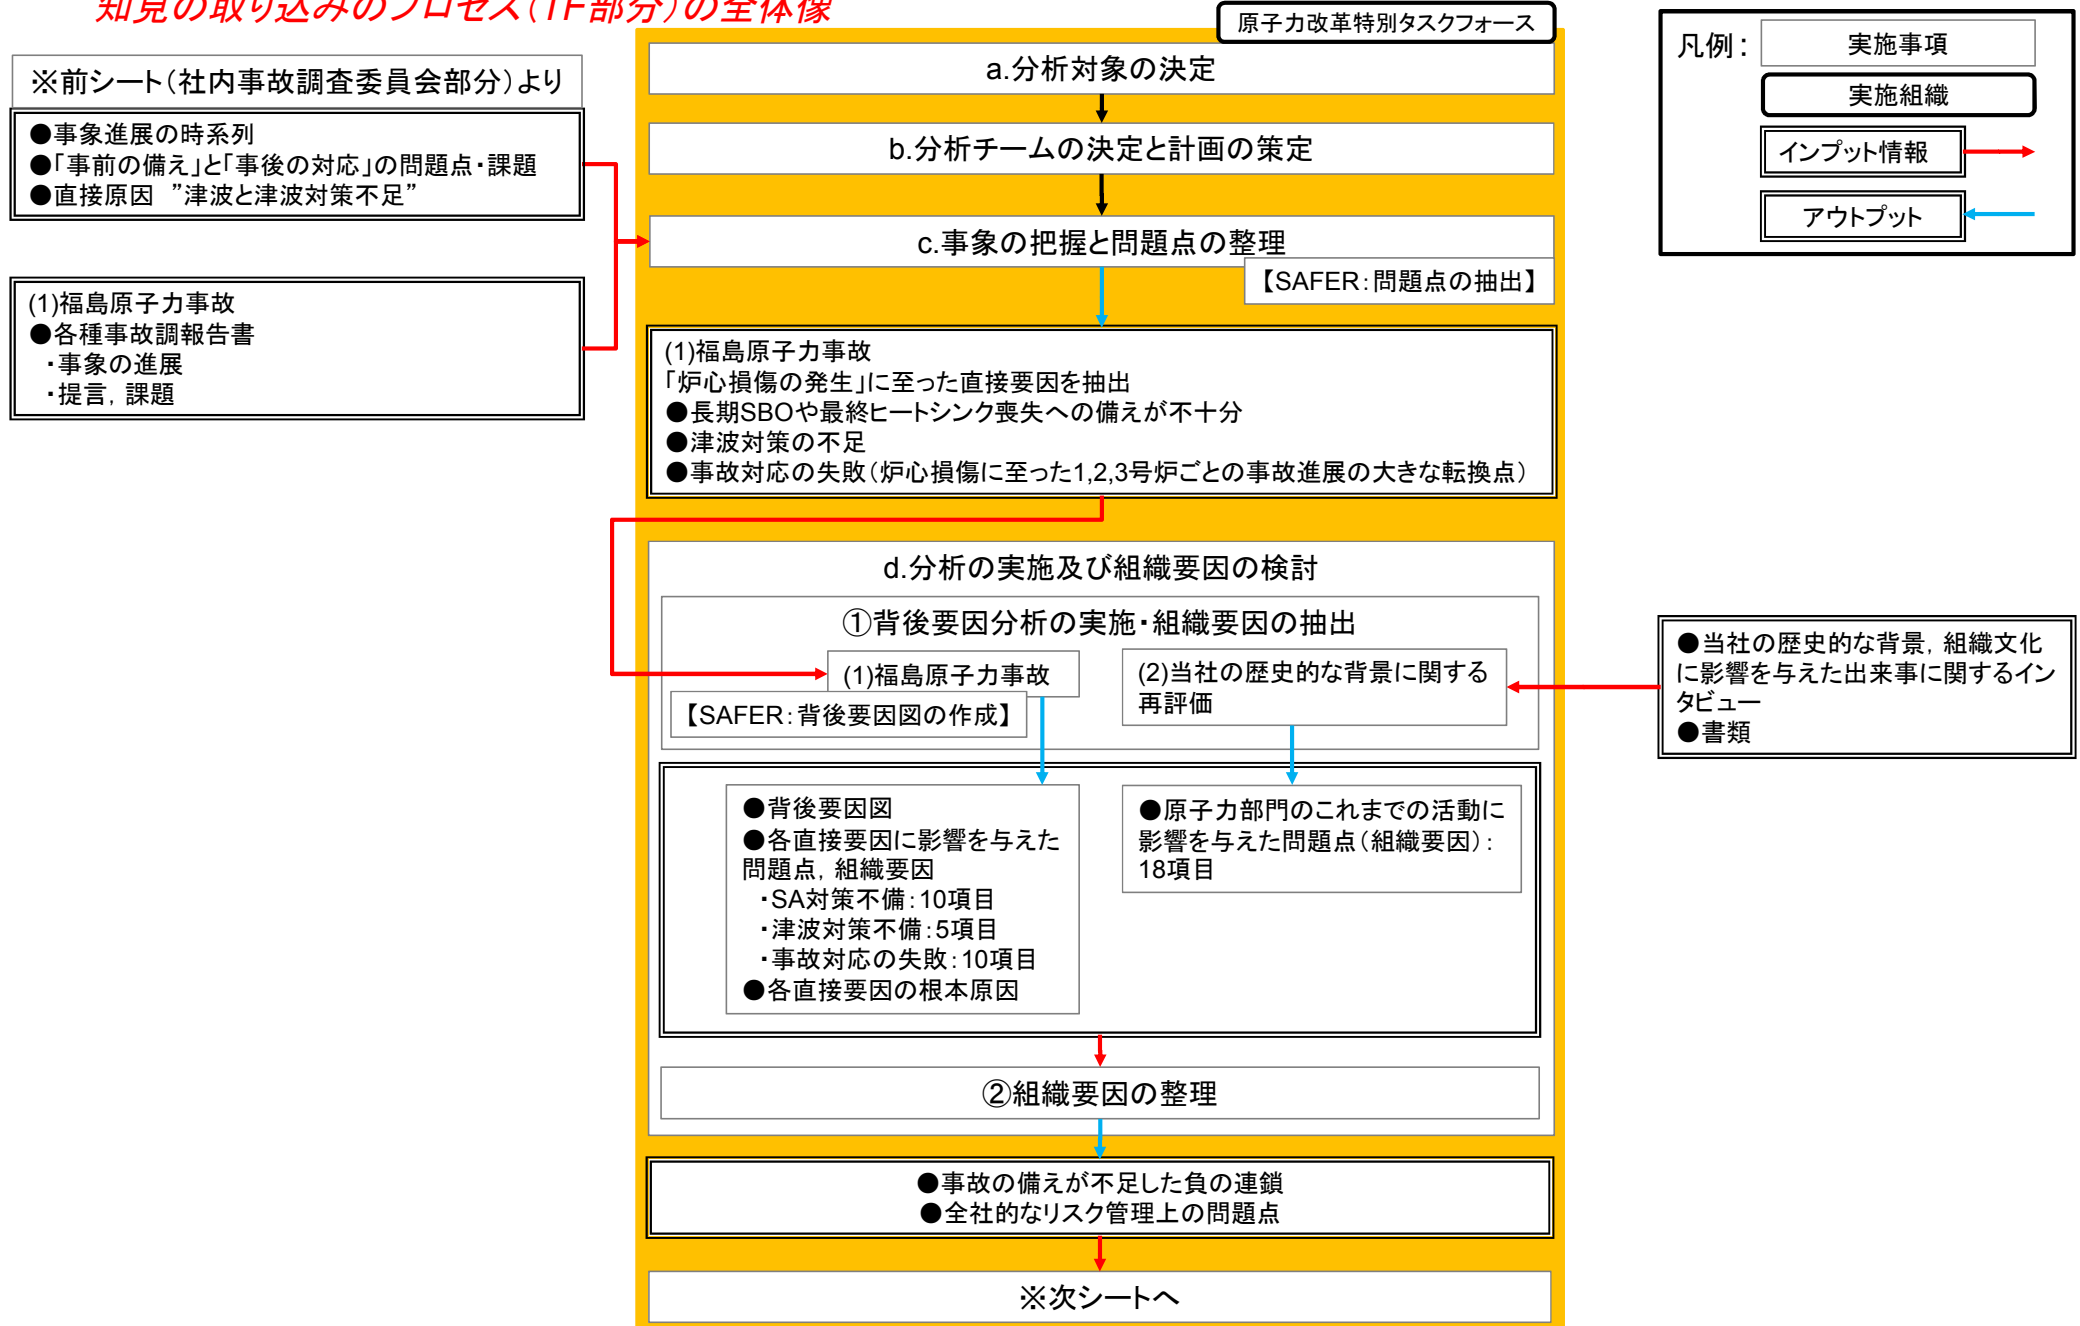 知見の取り込みのプロセス(TF部分)の全体像
原子力改革特別タスクフォース
凡例：
実施事項
実施組織
インプット情報
アウトプット
※前シート(社内事故調査委員会部分)より
●事象進展の時系列
●「事前の備え」と「事後の対応」の問題点・課題
●直接原因　”津波と津波対策不足”
(1)福島原子力事故
●各種事故調報告書
・事象の進展
・提言, 課題
a.分析対象の決定
b.分析チームの決定と計画の策定
c.事象の把握と問題点の整理
【SAFER：問題点の抽出】
(1)福島原子力事故
「炉心損傷の発生」に至った直接要因を抽出
●長期SBOや最終ヒートシンク喪失への備えが不十分
●津波対策の不足
●事故対応の失敗(炉心損傷に至った1,2,3号炉ごとの事故進展の大きな転換点)
d.分析の実施及び組織要因の検討
①背後要因分析の実施・組織要因の抽出
(1)福島原子力事故
【SAFER：背後要因図の作成】
(2)当社の歴史的な背景に関する
再評価
●当社の歴史的な背景, 組織文化
に影響を与えた出来事に関するイン
タビュー
●書類
●背後要因図
●各直接要因に影響を与えた
問題点, 組織要因
・SA対策不備：10項目
・津波対策不備：5項目
・事故対応の失敗：10項目
●各直接要因の根本原因
●原子力部門のこれまでの活動に
影響を与えた問題点(組織要因)：
18項目
②組織要因の整理
●事故の備えが不足した負の連鎖
●全社的なリスク管理上の問題点
※次シートへ